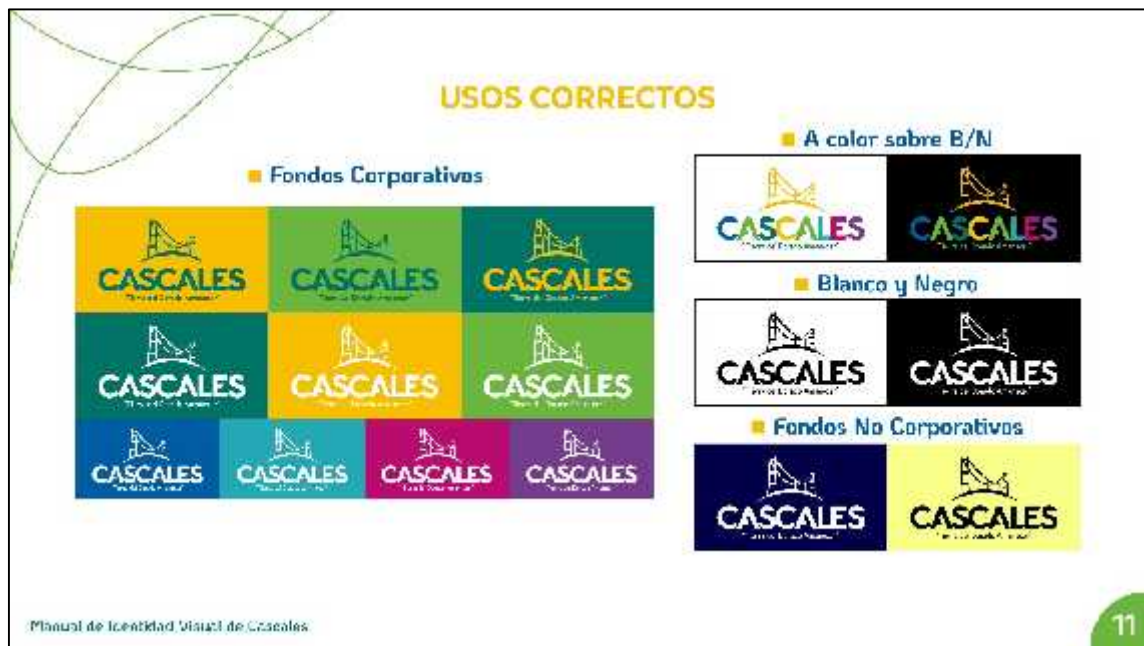 USOS CORRECTOS
Fondos Corporativos
CASCALES
CASCALES
CASCALES
CASCALES
CASCALES
CASCALES
CASCALES
CASCALES
CASCALES
CASCALES
A color sobre B/N
CASCALES
CASCALES
Blanco y Negro
CASCALES
CASCALES
Fondos No Corporativos
CASCALES
CASCALES
Manual de Identidad Visual de Cascales
11